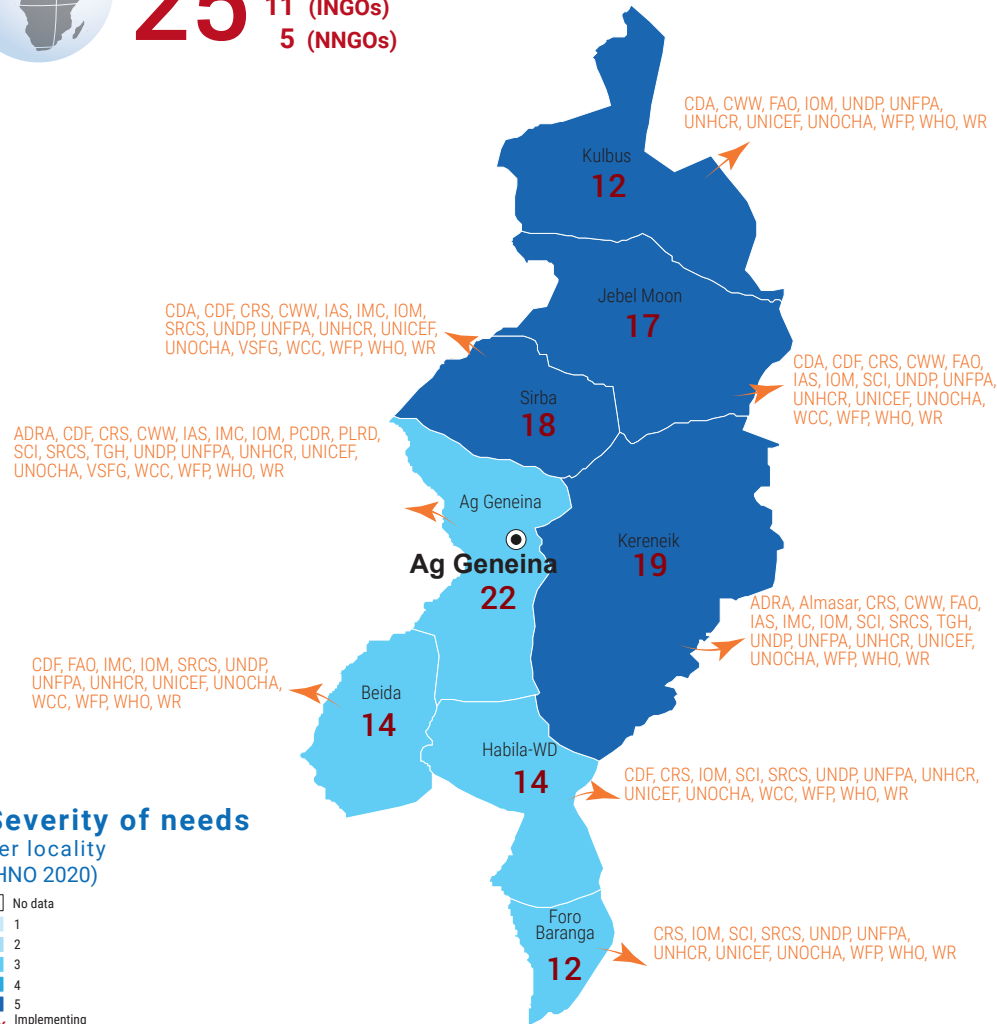 25
11 (INGOs)
5 (NNGOs)
CDA, CWW, FAO, IOM, UNDP, UNFPA,
UNHCR, UNICEF, UNOCHA, WFP, WHO, WR
Kulbus
12
Jebel Moon
17
CDA, CDF, CRS, CWW, IAS, IMC, IOM,
SRCS, UNDP, UNFPA, UNHCR, UNICEF,
UNOCHA, VSFG, WCC, WFP, WHO, WR
CDA, CDF, CRS, CWW, FAO,
IAS, IOM, SCI, UNDP, UNFPA,
UNHCR, UNICEF, UNOCHA,
WCC, WFP, WHO, WR
Sirba
18
ADRA, CDF, CRS, CWW, IAS, IMC, IOM, PCDR, PLRD,
SCI, SRCS, TGH, UNDP, UNFPA, UNHCR, UNICEF,
UNOCHA, VSFG, WCC, WFP, WHO, WR
Ag Geneina
Ag Geneina
22
Kereneik
19
ADRA, Almasar, CRS, CWW, FAO,
IAS, IMC, IOM, SCI, SRCS, TGH,
UNDP, UNFPA, UNHCR, UNICEF,
UNOCHA, WFP, WHO, WR
CDF, FAO, IMC, IOM, SRCS, UNDP,
UNFPA, UNHCR, UNICEF, UNOCHA,
WCC, WFP, WHO, WR
Beida
14
Habila-WD
14
CDF, CRS, IOM, SCI, SRCS, UNDP, UNFPA, UNHCR,
UNICEF, UNOCHA, WCC, WFP, WHO, WR
Severity of needs
er locality
HNO 2020)
No data
1
2
3
4
5
Implementing
Foro
Baranga
12
CRS, IOM, SCI, SRCS, UNDP, UNFPA,
UNHCR, UNICEF, UNOCHA, WFP, WHO, WR